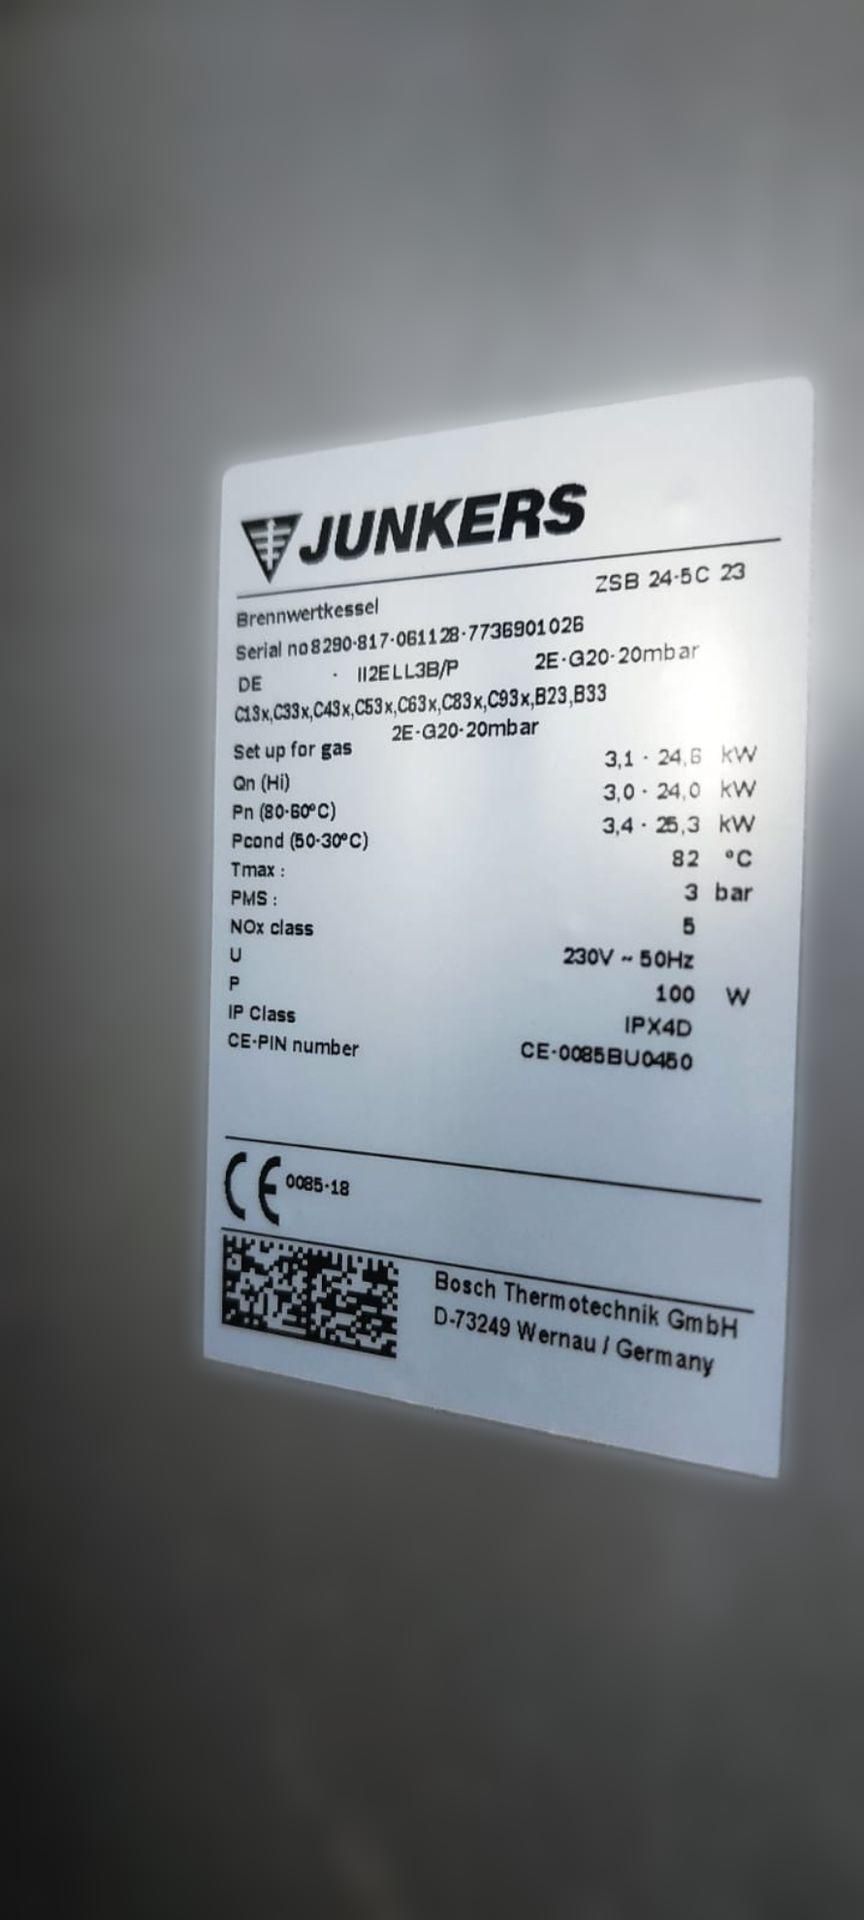 JUNKERS
ZSB 24-5C 23
Brennwertkessel
Serial no 8290-817-061128-7736901026
DE - II2ELL3B/P 2E-G20-20mbar
C13x,C33x,C43x,C53x,C63x,C83x,C93x,B23,B33
Set up for gas 2E-G20-20mbar
Qn (Hi) 3,1 - 24,6 kW
Pn (80-60°C) 3,0 - 24,0 kW
Pcond (50-30°C) 3,4 - 25,3 kW
Tmax : 82 °C
PMS : 3 bar
NOx class 5
U 230V ~ 50Hz
P 100 W
IP Class IPX4D
CE-PIN number CE-0085BU0450
CE 0085-18
Bosch Thermotechnik GmbH
D-73249 Wernau / Germany